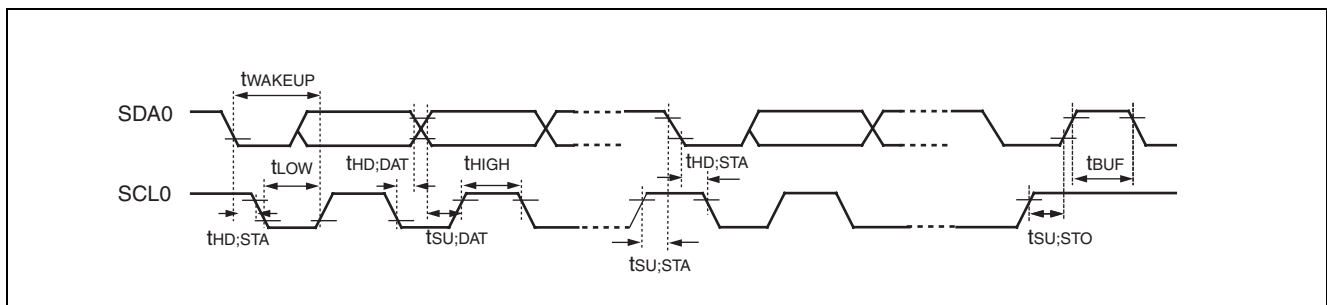 tWAKEUP
SDA0
tLOW
tHD;DAT
tHIGH
tHD;STA
tBUF
SCL0
tHD;STA
tSU;DAT
tSU;STA
tSU;STO